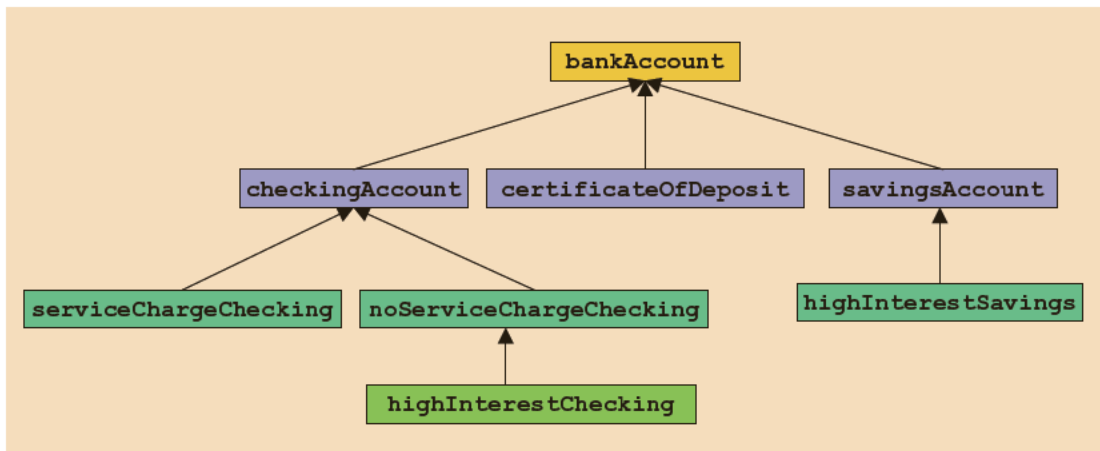 bankAccount
checkingAccount
certificateOfDeposit
savingsAccount
serviceChargeChecking
noServiceChargeChecking
highInterestSavings
highInterestChecking